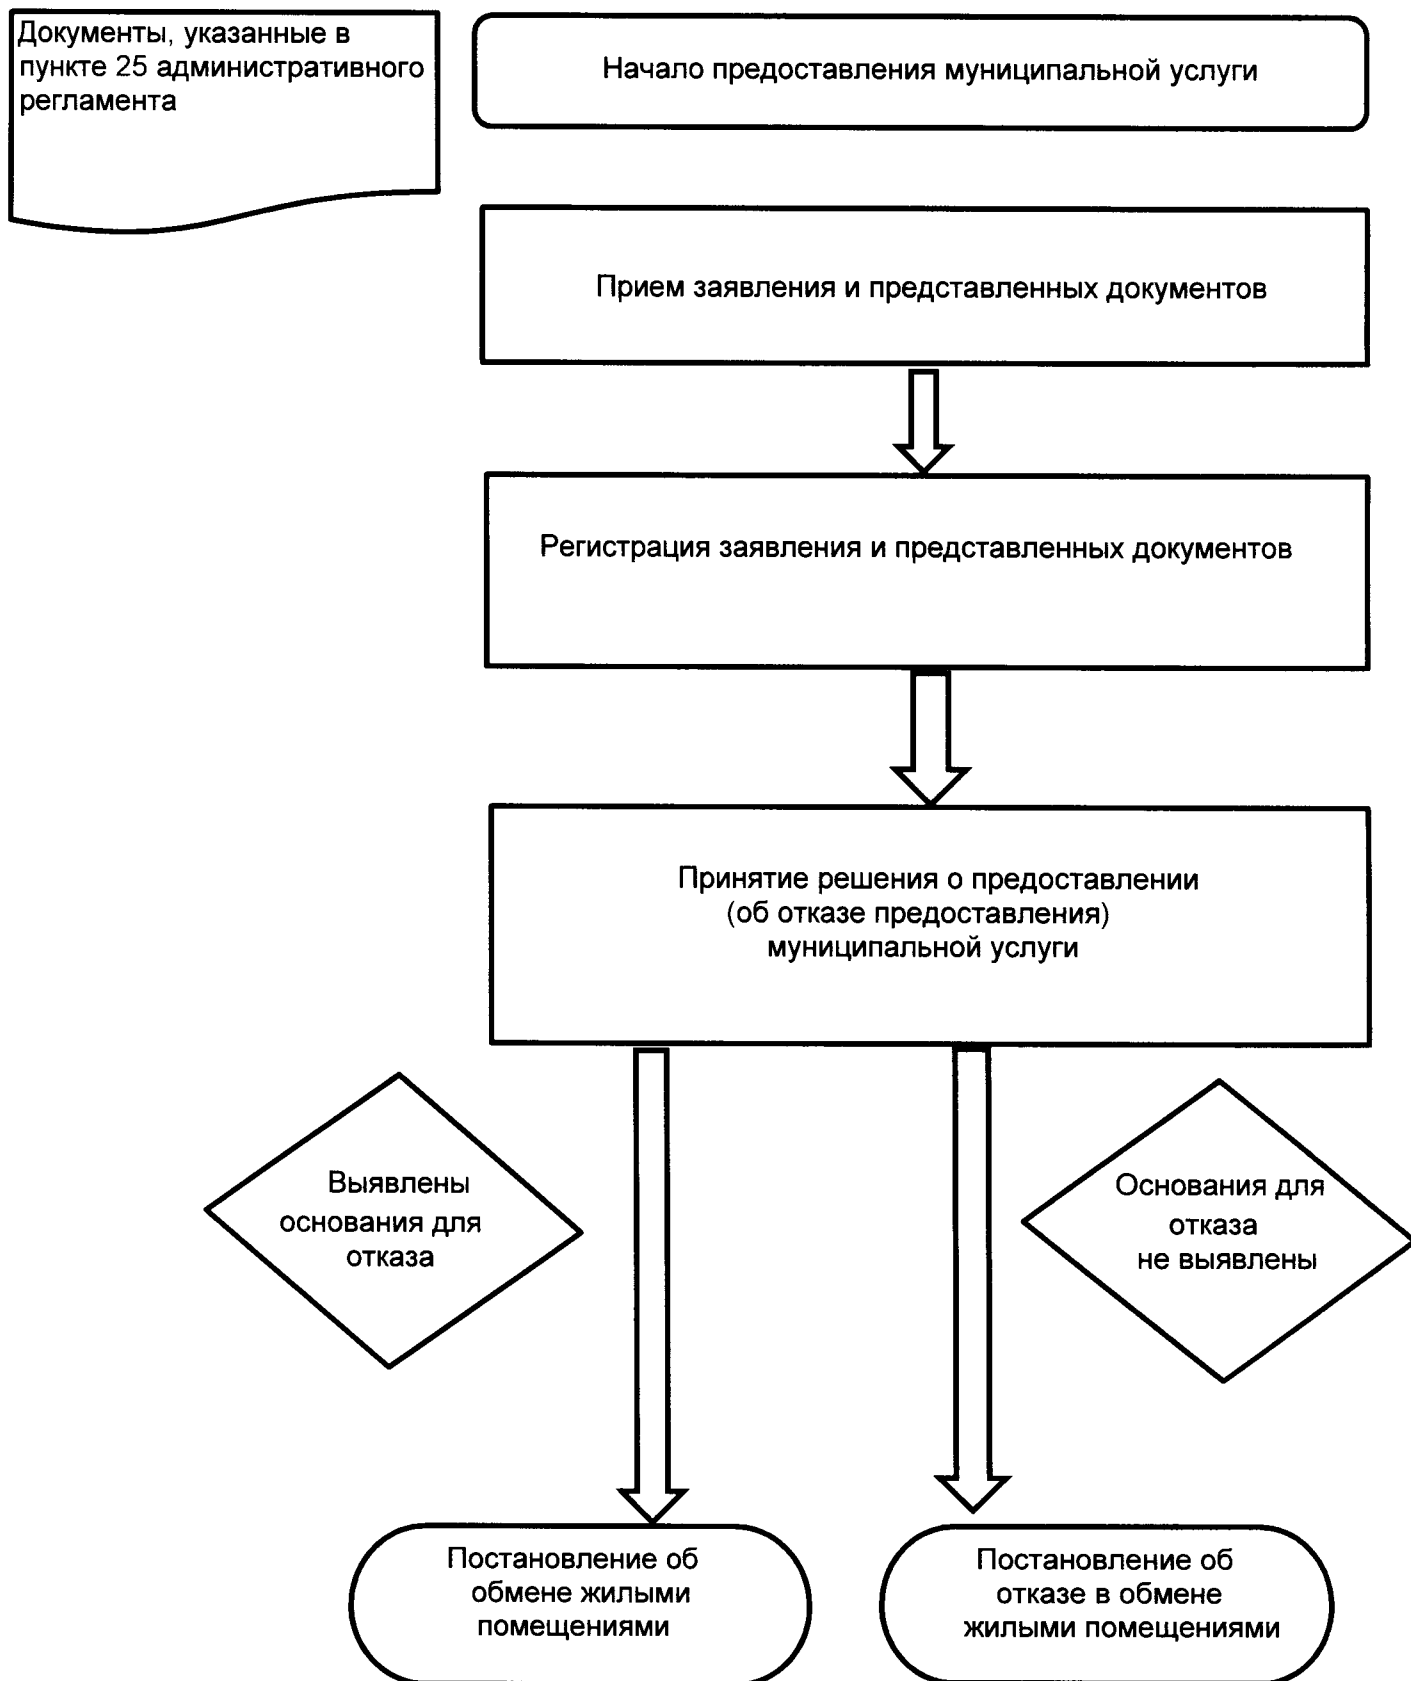 Документы, указанные в
пункте 25 административного
регламента
Начало предоставления муниципальной услуги
Прием заявления и представленных документов
Регистрация заявления и представленных документов
Принятие решения о предоставлении
(об отказе предоставления)
муниципальной услуги
Выявлены
основания для
отказа
Основания для
отказа
не выявлены
Постановление об
обмене жилыми
помещениями
Постановление об
отказе в обмене
жилыми помещениями